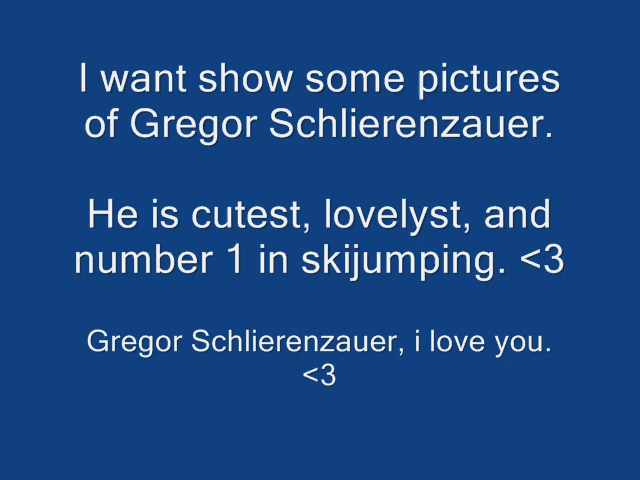 I want show some pictures
of Gregor Schlierenzauer.
He is cutest, lovelyst, and
number 1 in skijumping. <3
Gregor Schlierenzauer, i love you.
<3